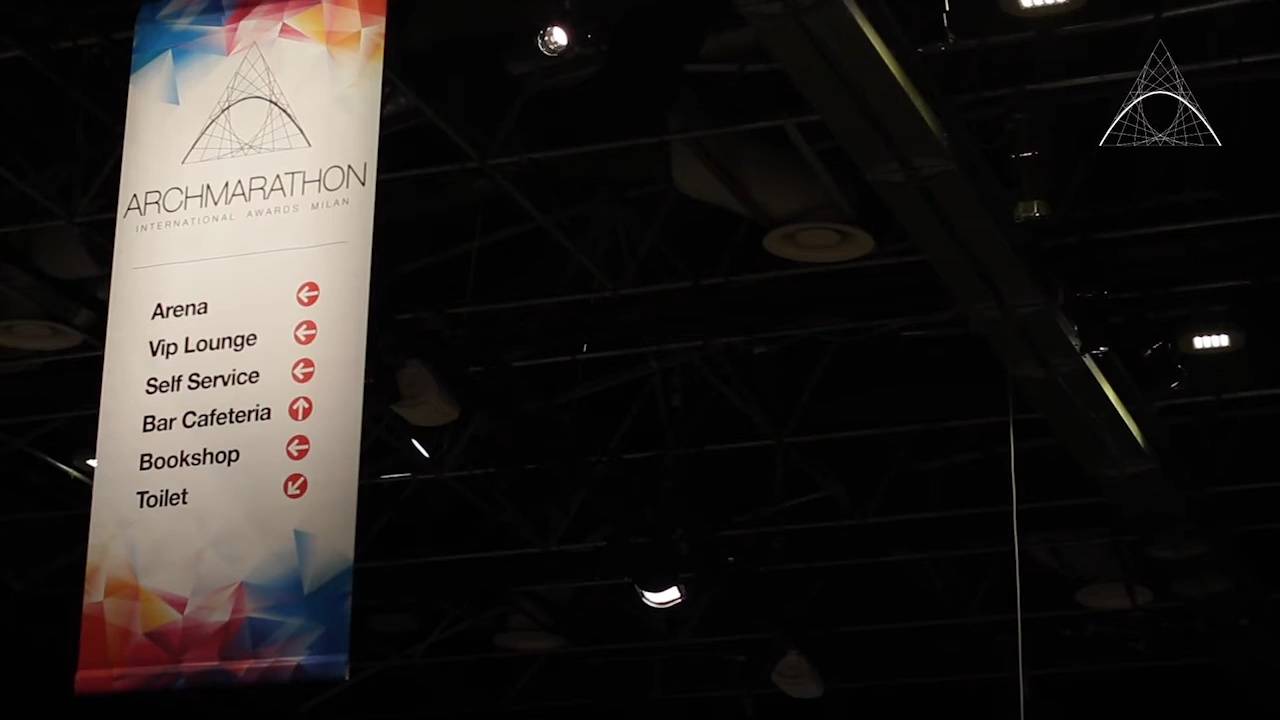 ARCHMARATHON
INTERNATIONAL AWARDS MILAN
Arena
Vip Lounge
Self Service
Bar Cafeteria
Bookshop
Toilet